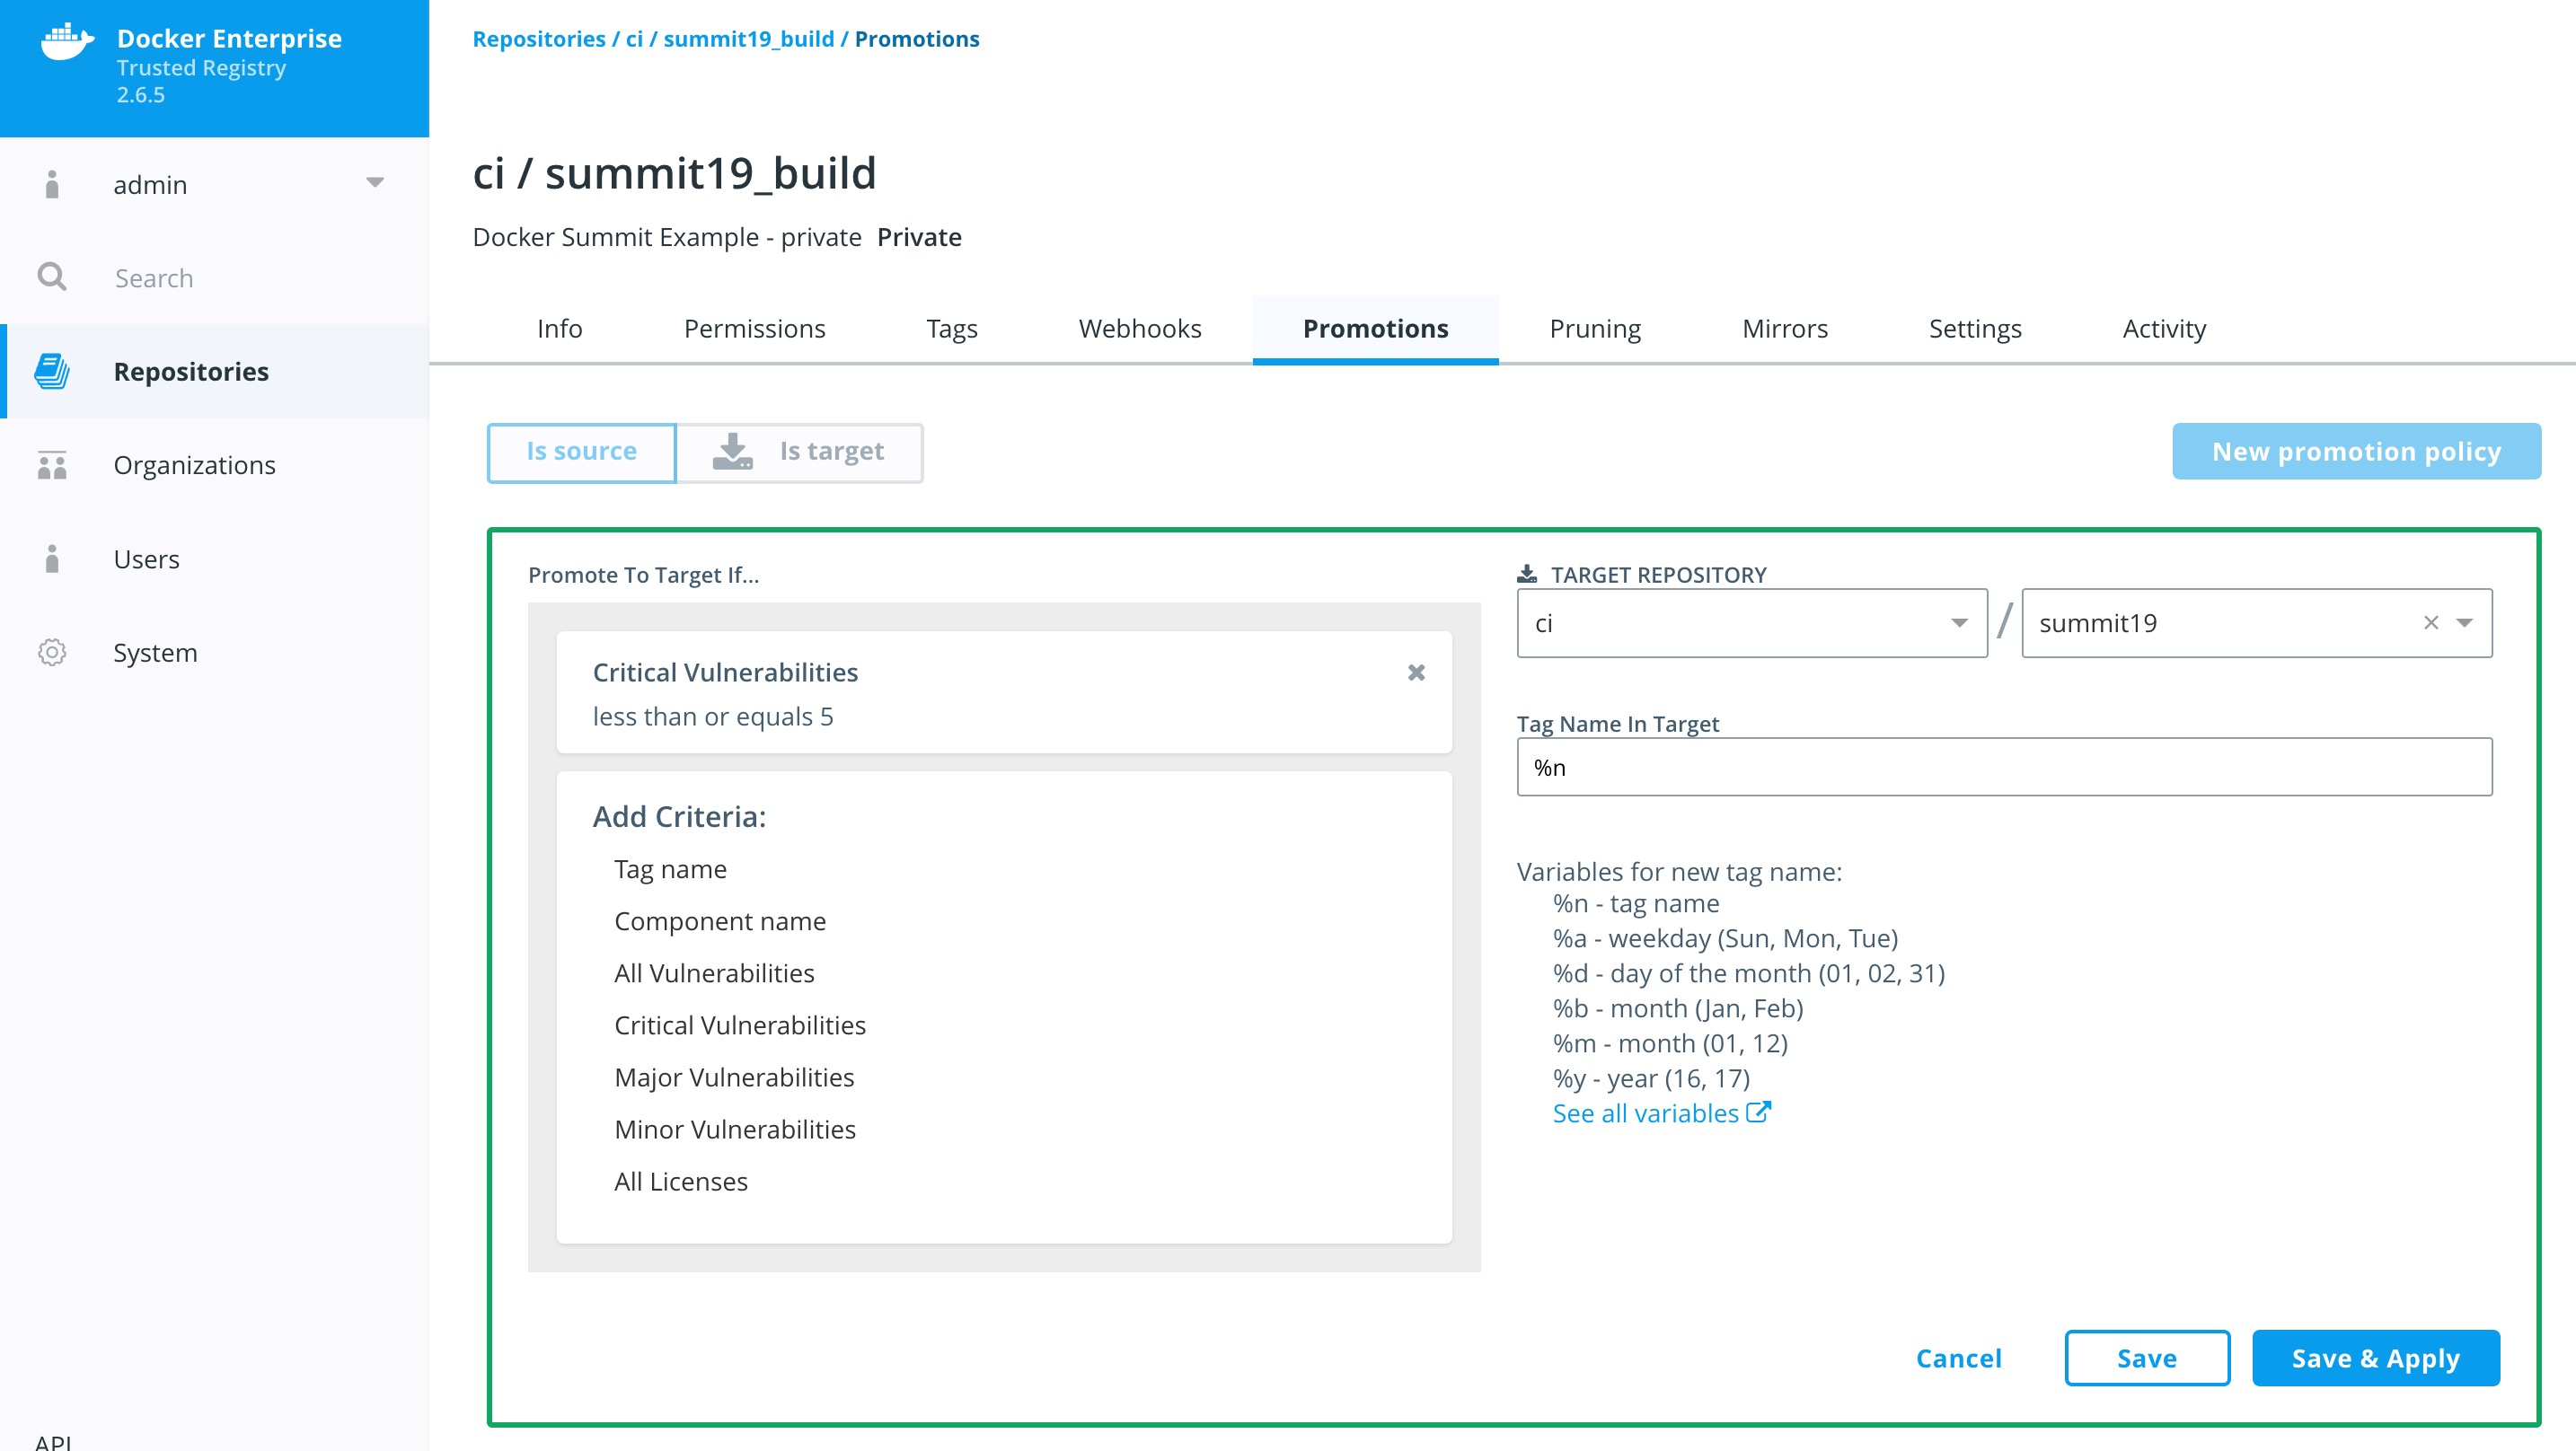 Docker Enterprise
Trusted Registry
2.6.5
admin
Search
Repositories
Organizations
Users
System
API
Repositories / ci / summit19_build / Promotions
ci / summit19_build
Docker Summit Example - private Private
Info Permissions Tags Webhooks Promotions Pruning Mirrors Settings Activity
Is source Is target New promotion policy
Promote To Target If...
Critical Vulnerabilities
less than or equals 5
Add Criteria:
Tag name
Component name
All Vulnerabilities
Critical Vulnerabilities
Major Vulnerabilities
Minor Vulnerabilities
All Licenses
TARGET REPOSITORY
ci / summit19
Tag Name In Target
%n
Variables for new tag name:
%n - tag name
%a - weekday (Sun, Mon, Tue)
%d - day of the month (01, 02, 31)
%b - month (Jan, Feb)
%m - month (01, 12)
%y - year (16, 17)
See all variables
Cancel Save Save & Apply